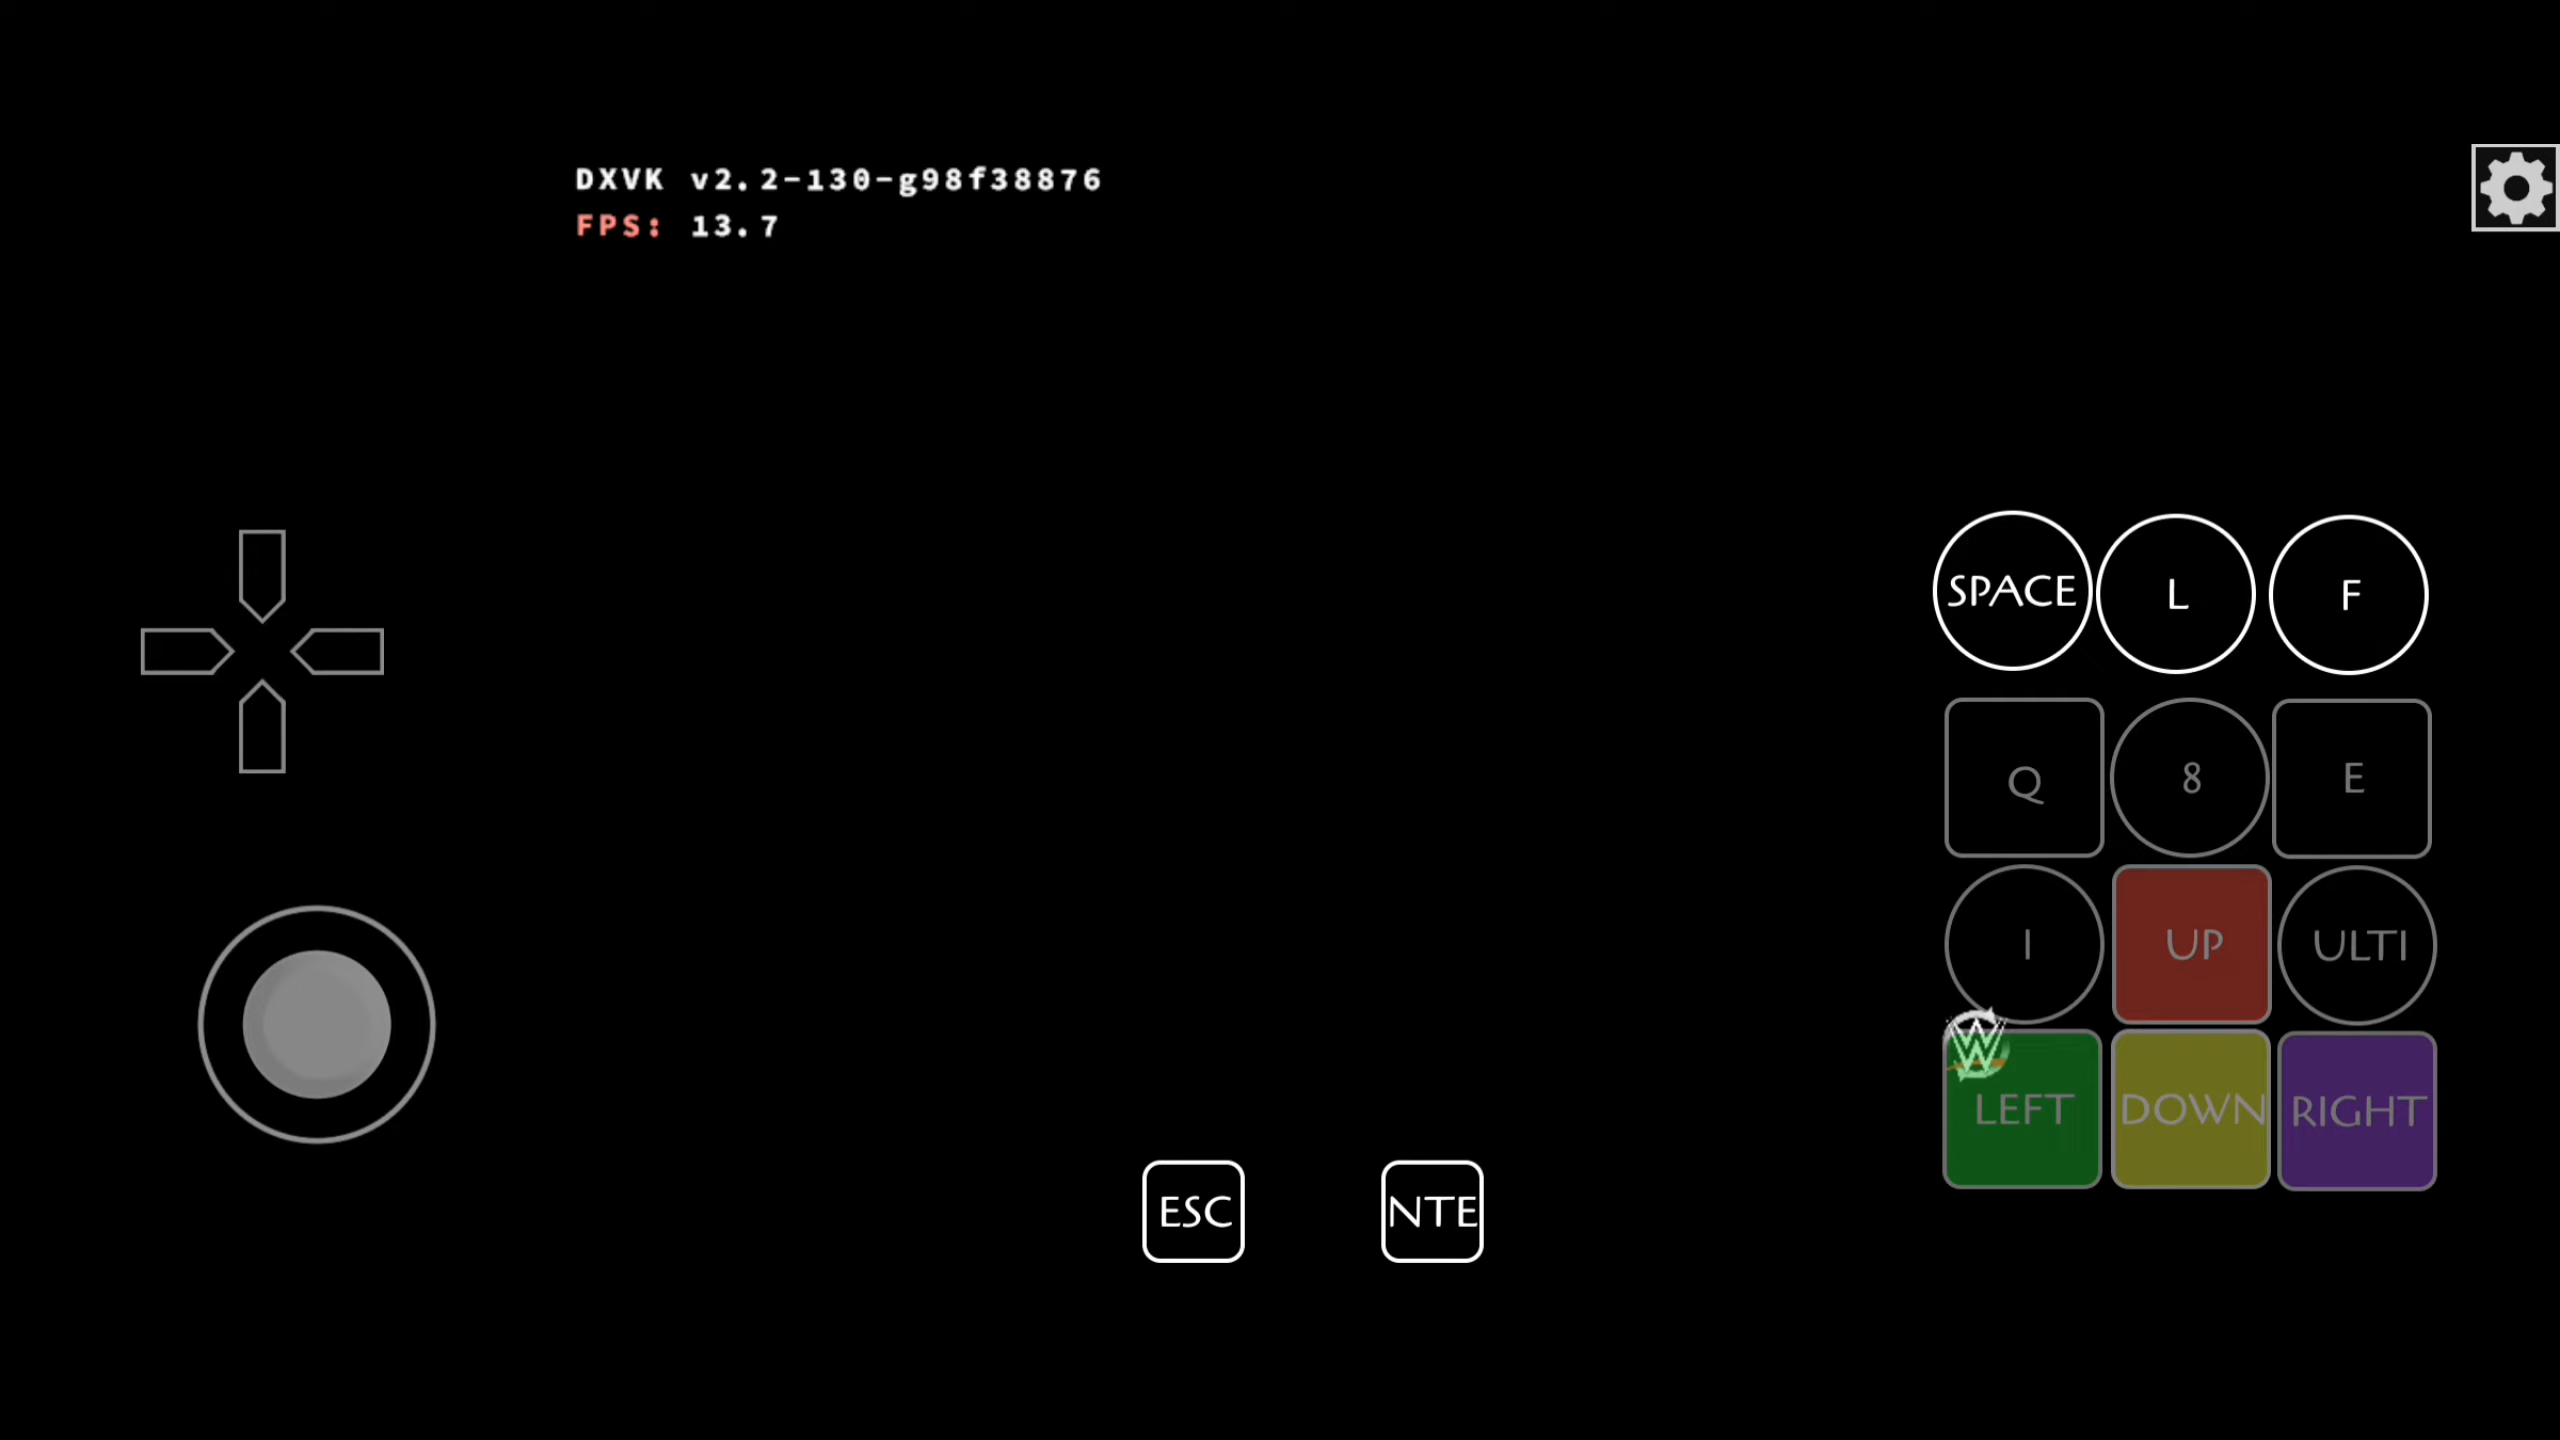 DXVK v2.2-130-g98f38876
FPS: 13.7
SPACE L F
Q 8 E
I UP ULTI
W
LEFT DOWN RIGHT
ESC NTE